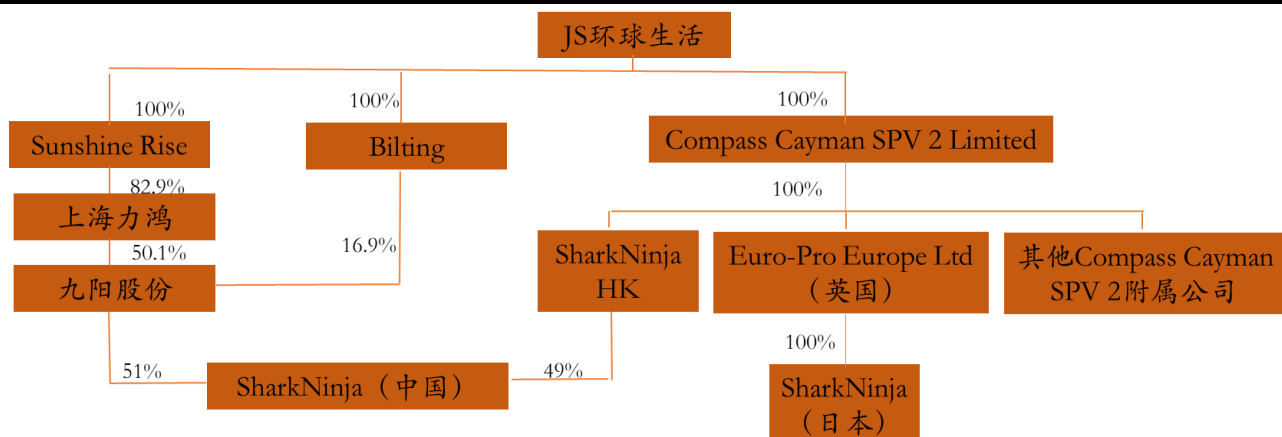 JS环球生活
100%
100%
100%
Sunshine Rise
Bilting
Compass Cayman SPV 2 Limited
82.9%
100%
上海力鸿
50.1%
16.9%
九阳股份
SharkNinja
HK
Euro-Pro Europe Ltd
（英国）
其他Compass Cayman
SPV 2附属公司
51%
SharkNinja（中国）
49%
100%
SharkNinja
（日本）